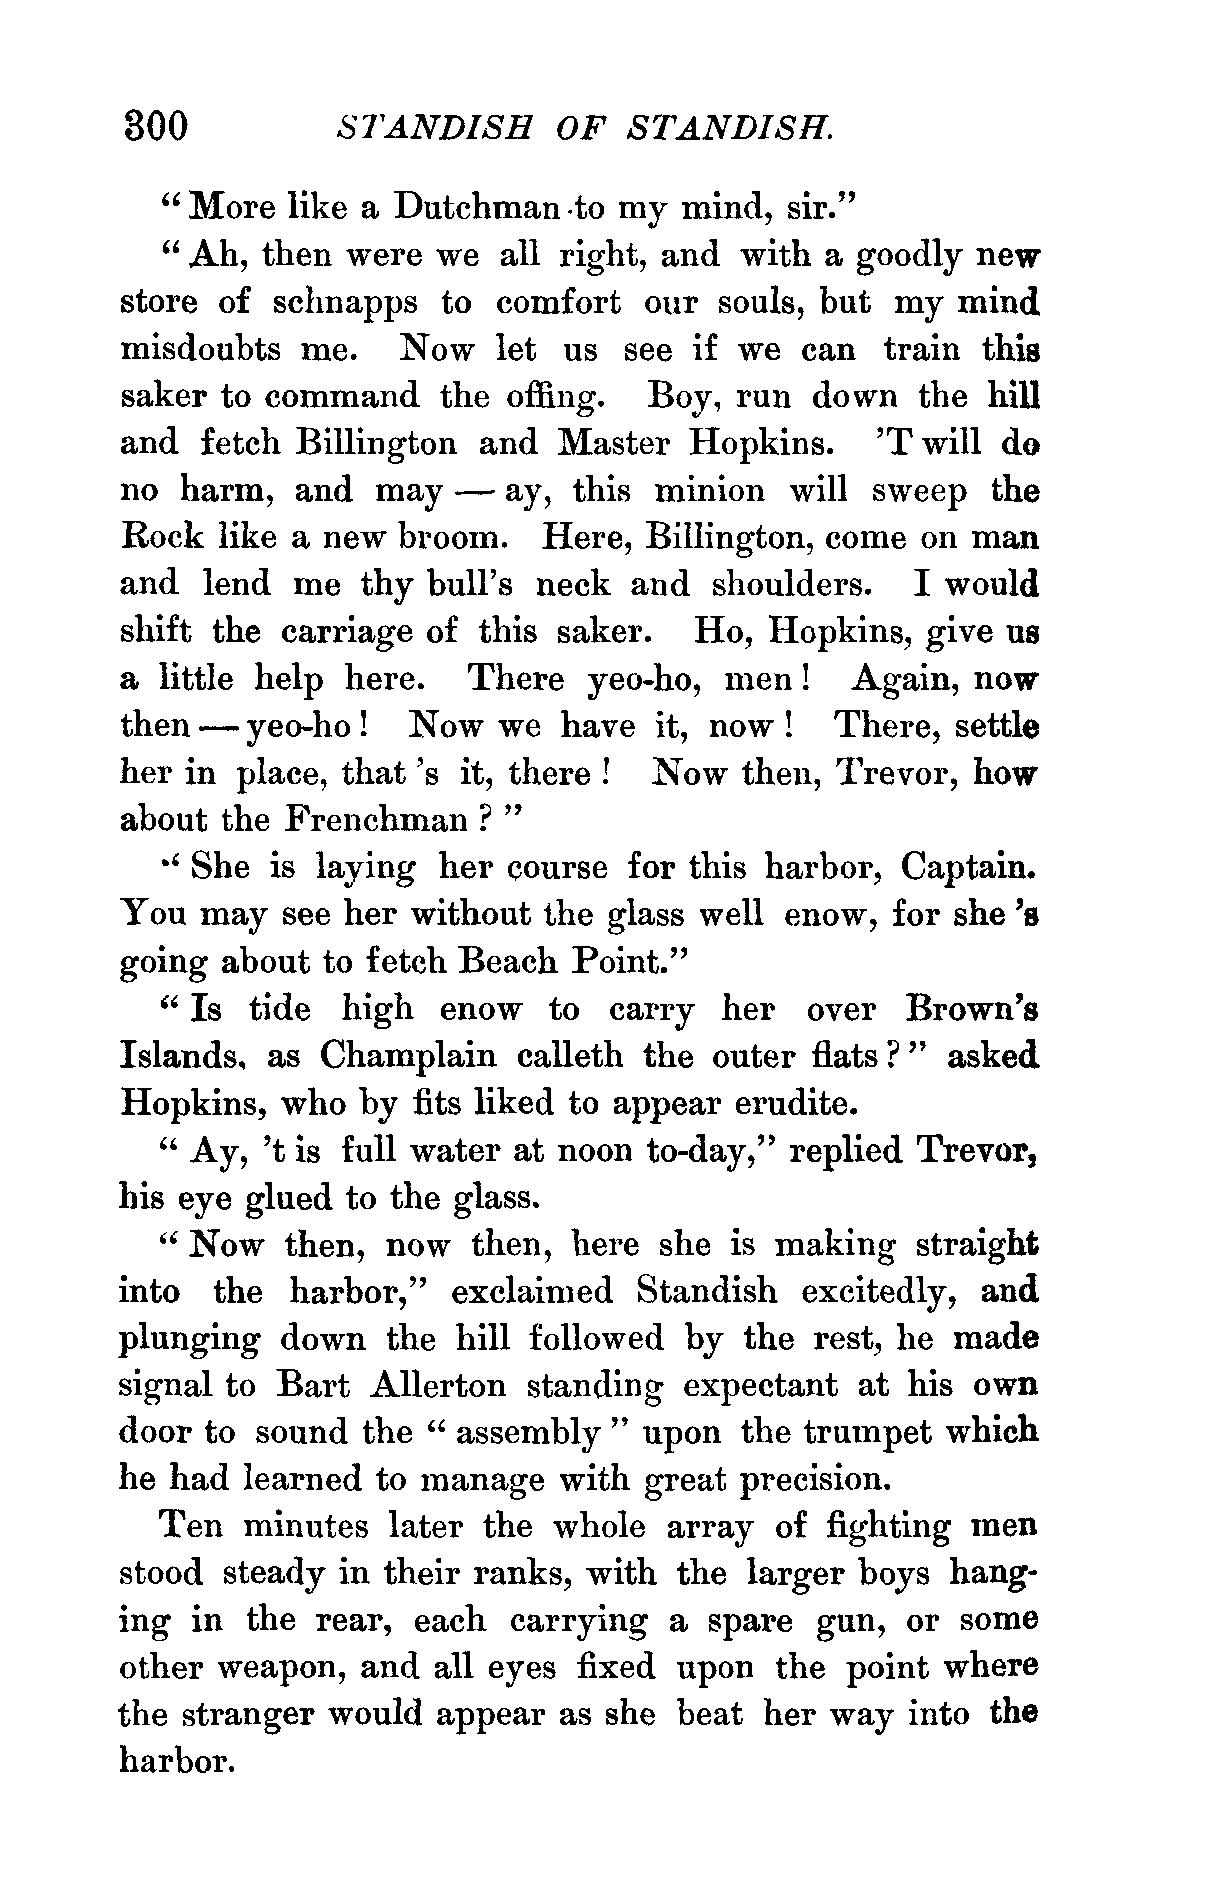 300 STANDISH OF STANDISH.
“More like a Dutchman to my mind, sir.”
“Ah, then were we all right, and with a goodly new
store of schnapps to comfort our souls, but my mind
misdoubts me. Now let us see if we can train this
saker to command the offing. Boy, run down the hill
and fetch Billington and Master Hopkins. ’T will do
no harm, and may — ay, this minion will sweep the
Rock like a new broom. Here, Billington, come on man
and lend me thy bull’s neck and shoulders. I would
shift the carriage of this saker. Ho, Hopkins, give us
a little help here. There yeo-ho, men! Again, now
then — yeo-ho! Now we have it, now! There, settle
her in place, that ’s it, there! Now then, Trevor, how
about the Frenchman?”
“She is laying her course for this harbor, Captain.
You may see her without the glass well enow, for she ’s
going about to fetch Beach Point.”
“Is tide high enow to carry her over Brown’s
Islands, as Champlain calleth the outer flats?” asked
Hopkins, who by fits liked to appear erudite.
“Ay, ’t is full water at noon to-day,” replied Trevor,
his eye glued to the glass.
“Now then, now then, here she is making straight
into the harbor,” exclaimed Standish excitedly, and
plunging down the hill followed by the rest, he made
signal to Bart Allerton standing expectant at his own
door to sound the “assembly” upon the trumpet which
he had learned to manage with great precision.
Ten minutes later the whole array of fighting men
stood steady in their ranks, with the larger boys hang-
ing in the rear, each carrying a spare gun, or some
other weapon, and all eyes fixed upon the point where
the stranger would appear as she beat her way into the
harbor.